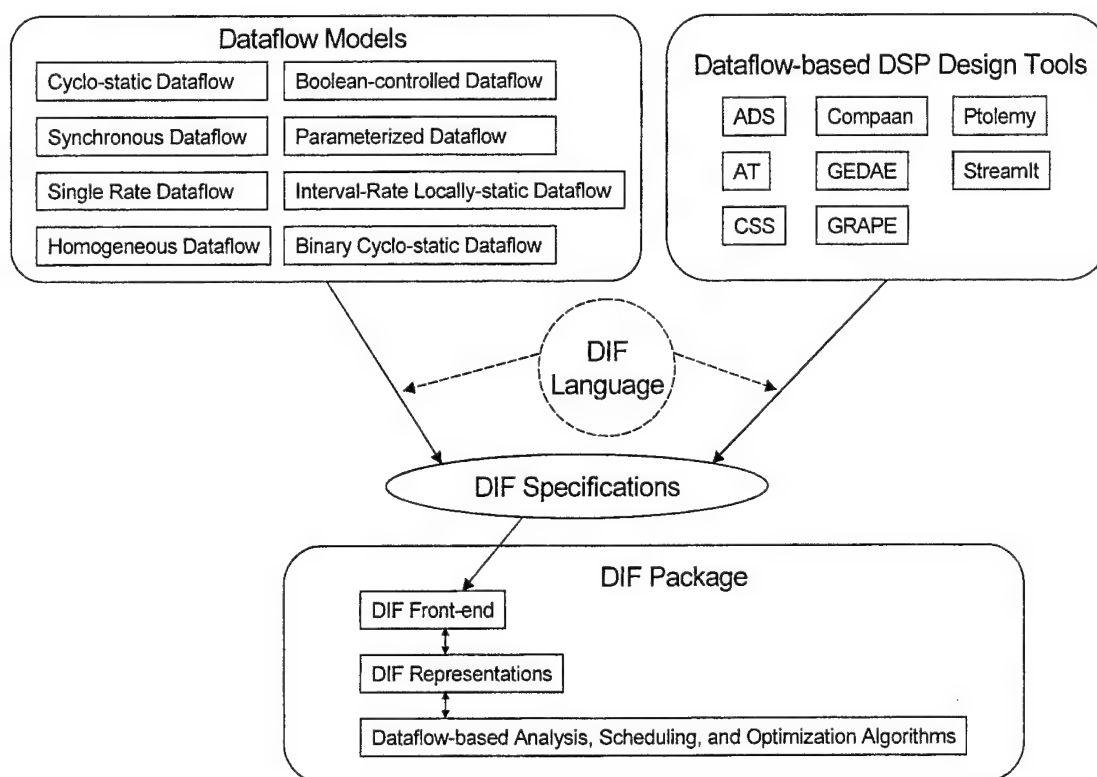 Dataflow Models
Cyclo-static Dataflow
Boolean-controlled Dataflow
Synchronous Dataflow
Parameterized Dataflow
Single Rate Dataflow
Interval-Rate Locally-static Dataflow
Homogeneous Dataflow
Binary Cyclo-static Dataflow
Dataflow-based DSP Design Tools
ADS
Compaan
Ptolemy
AT
GEDAE
StreamIt
CSS
GRAPE
DIF
Language
DIF Specifications
DIF Package
DIF Front-end
DIF Representations
Dataflow-based Analysis, Scheduling, and Optimization Algorithms